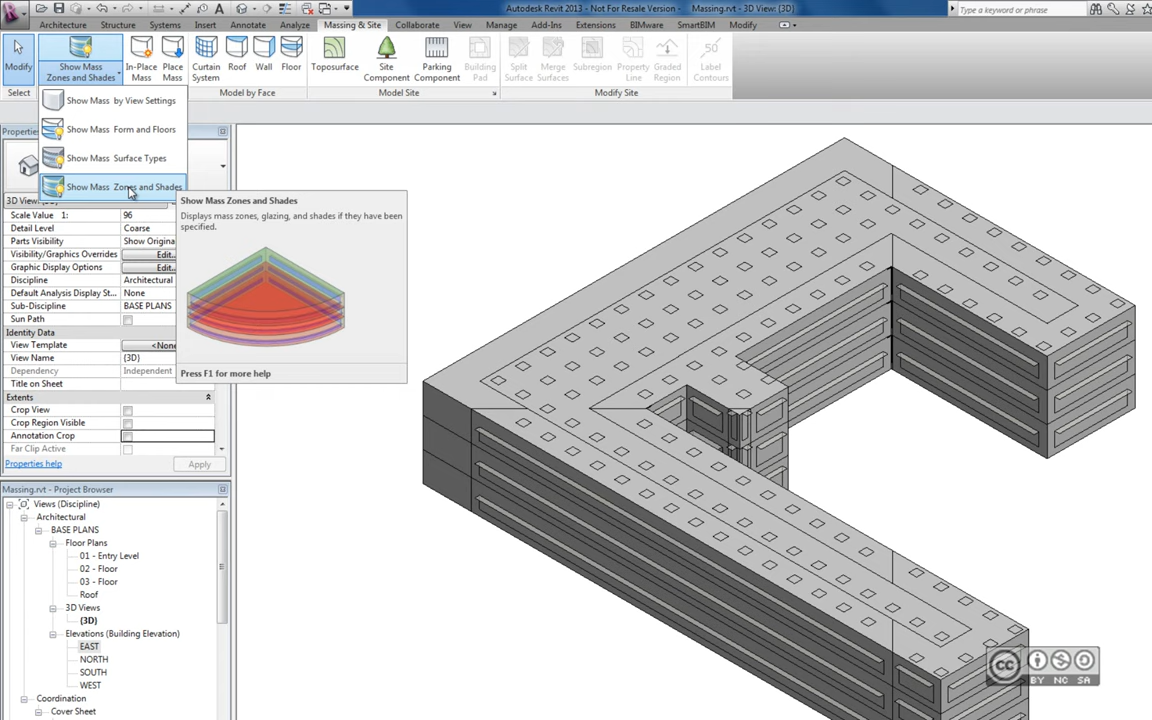 Autodesk Revit 2013 - Not For Resale Version - Massing.rvt - 3D View: {3D}
Type a keyword or phrase
Architecture Structure Systems Insert Annotate Analyze Massing & Site Collaborate View Manage Add-Ins Extensions BIMware SmartBIM Modify
Modify
Show Mass
Zones and Shades
In-Place
Mass
Place
Mass
Curtain
System
Roof
Wall
Floor
Toposurface
Site
Component
Parking
Component
Building
Pad
Split
Surface
Merge
Surfaces
Subregion
Property
Line
Graded
Region
50
Label
Contours
Select
Model by Face
Model Site
Modify Site
Show Mass by View Settings
Show Mass Form and Floors
Show Mass Surface Types
Show Mass Zones and Shades
Show Mass Zones and Shades
Displays mass zones, glazing, and shades if they have been
specified.
Press F1 for more help
Scale Value 1: 96
Detail Level Coarse
Parts Visibility Show Origina
Visibility/Graphics Overrides Edit...
Graphic Display Options Edit...
Discipline Architectural
Default Analysis Display St... None
Sub-Discipline BASE PLANS
Sun Path
Identity Data
View Template <None
View Name {3D}
Dependency Independent
Title on Sheet
Extents
Crop View
Crop Region Visible
Annotation Crop
Far Clip Active
Properties help Apply
Massing.rvt - Project Browser
Views (Discipline)
Architectural
BASE PLANS
Floor Plans
01 - Entry Level
02 - Floor
03 - Floor
Roof
3D Views
{3D}
Elevations (Building Elevation)
EAST
NORTH
SOUTH
WEST
Coordination
Cover Sheet
cc
BY NC SA